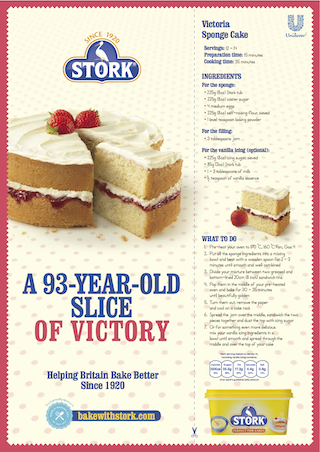 SINCE 1920
STORK
A 93-YEAR-OLD
SLICE
OF VICTORY
Helping Britain Bake Better
Since 1920
bakewithstork.com
Victoria
Sponge Cake
Unilever
Servings: 12 - 14
Preparation time: 15 minutes
Cooking time: 35 minutes
INGREDIENTS
For the sponge:
• 225g (8oz) Stork tub
• 225g (8oz) caster sugar
• 4 medium eggs
• 225g (8oz) self-raising flour sieved
• 1 level teaspoon baking powder
For the filling:
• 3 tablespoons jam
For the vanilla icing (optional):
• 225g (8oz) icing sugar sieved
• 85g (3oz) Stork tub
• 1 - 2 tablespoons of milk
teaspoon of vanilla essence
WHAT TO DO
1. Pre-heat your oven to
2. Put all the sponge ingredients into a mixing
bowl and beat with a wooden spoon for 2 - 3
minutes until smooth and well combined
3. Divide your mixture between two greased and
bottom-lined 20cm (8 inch) sandwich tins
4. Pop them in the middle of your pre-heated
oven and bake for 30 - 35 minutes
until beautifully golden
5. Turn them out, remove the paper
and cool on a cake rack
6. Spread the jam over the middle, sandwich the two
pieces together and dust the top with icing sugar
7. Or for something even more delicious
mix your vanilla icing ingredients in a
bowl until smooth and spread through the
middle and over the top of your cake
STORK